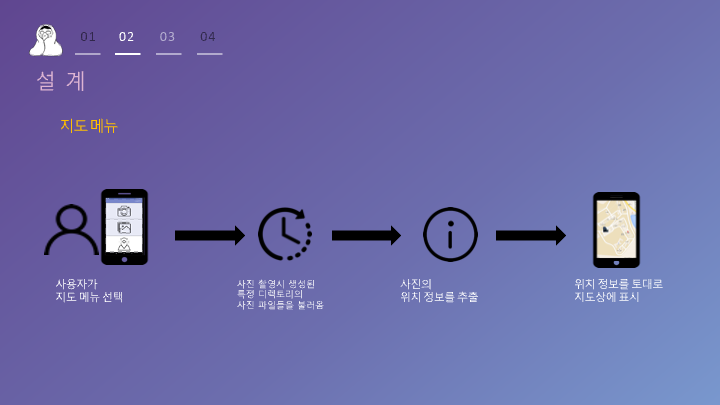 01 02 03 04
설 계
지도 메뉴
사용자가
지도 메뉴 선택
사진 촬영시 생성된
특정 디렉토리의
사진 파일들을 불러옴
사진의
위치 정보를 추출
위치 정보를 토대로
지도상에 표시